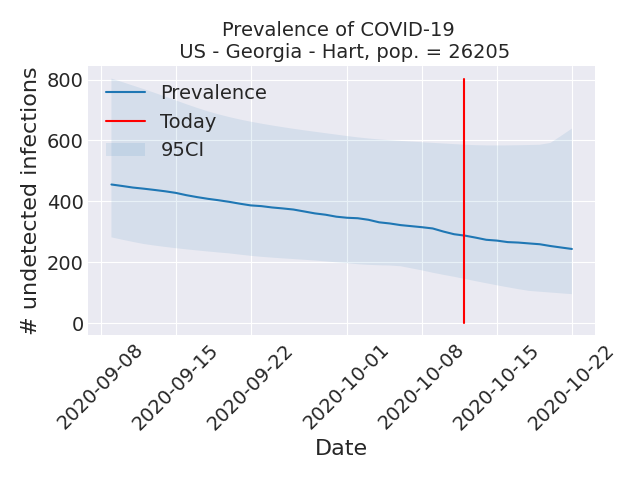 Prevalence of COVID-19
US - Georgia - Hart, pop. = 26205
# undetected infections
800
600
400
200
0
Prevalence
Today
95CI
2020-09-08
2020-09-15
2020-09-22
2020-10-01
2020-10-08
2020-10-15
2020-10-22
Date